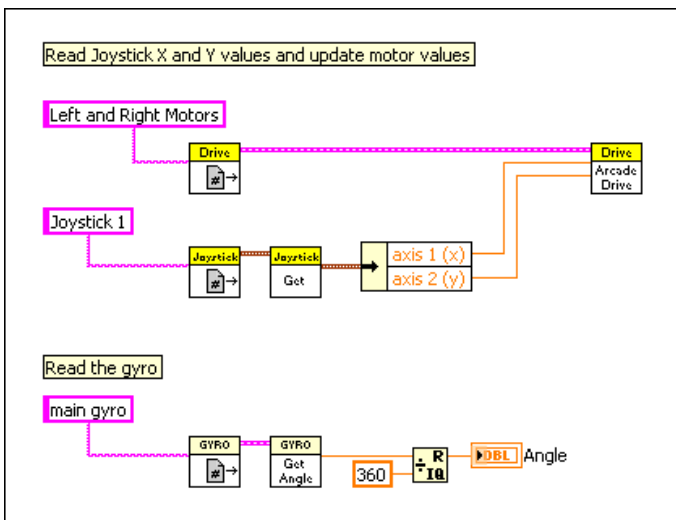 Read Joystick X and Y values and update motor values
Left and Right Motors
Drive
#
Drive
Arcade
Drive
Joystick 1
Joystick
#
Joystick
Get
axis 1 (x)
axis 2 (y)
Read the gyro
main gyro
GYRO
#
GYRO
Get
Angle
360
÷ R
IQ
DBL
Angle